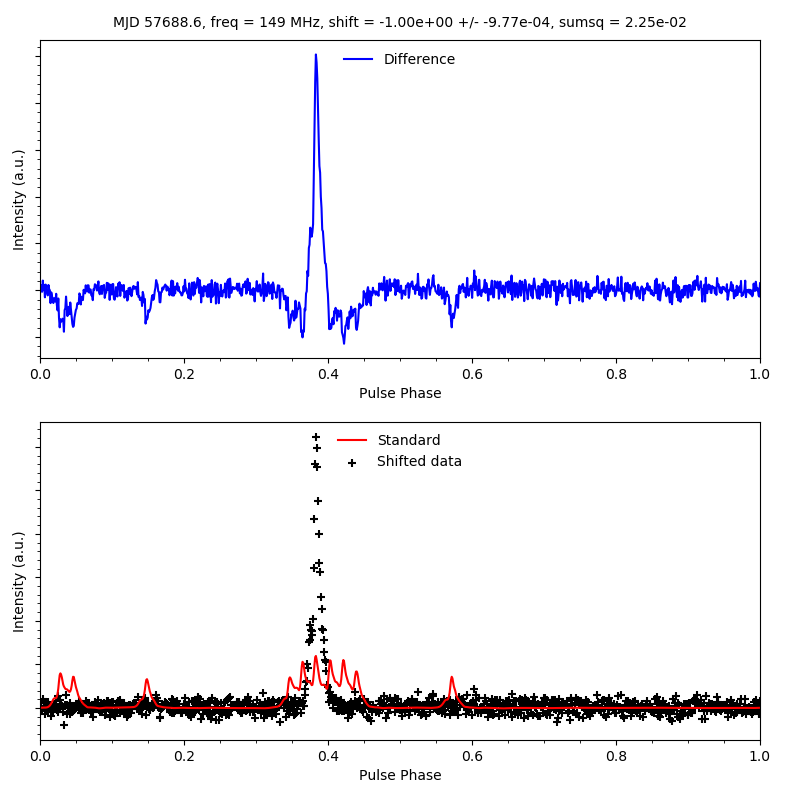 MJD 57688.6, freq = 149 MHz, shift = -1.00e+00 +/- -9.77e-04, sumsq = 2.25e-02
Difference
Intensity (a.u.)
0.0 0.2 0.4 0.6 0.8 1.0
Pulse Phase
Standard
Shifted data
Intensity (a.u.)
0.0 0.2 0.4 0.6 0.8 1.0
Pulse Phase